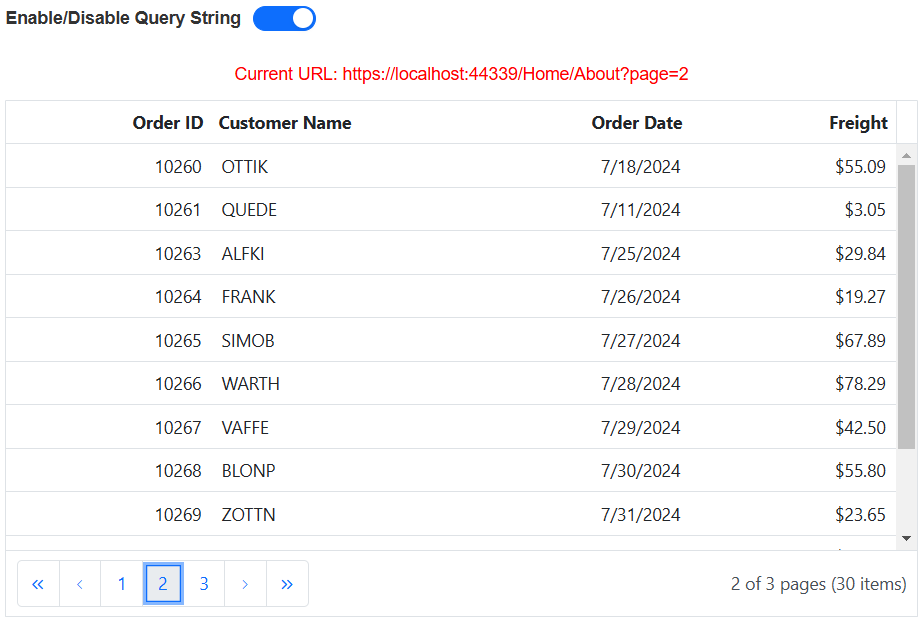 Enable/Disable Query String
Current URL: https://localhost:44339/Home/About?page=2
Order ID Customer Name Order Date Freight
10260 OTTIK 7/18/2024 $55.09
10261 QUEDE 7/11/2024 $3.05
10263 ALFKI 7/25/2024 $29.84
10264 FRANK 7/26/2024 $19.27
10265 SIMOB 7/27/2024 $67.89
10266 WARTH 7/28/2024 $78.29
10267 VAFFE 7/29/2024 $42.50
10268 BLONP 7/30/2024 $55.80
10269 ZOTTN 7/31/2024 $23.65
« ‹ 1 2 3 › » 2 of 3 pages (30 items)